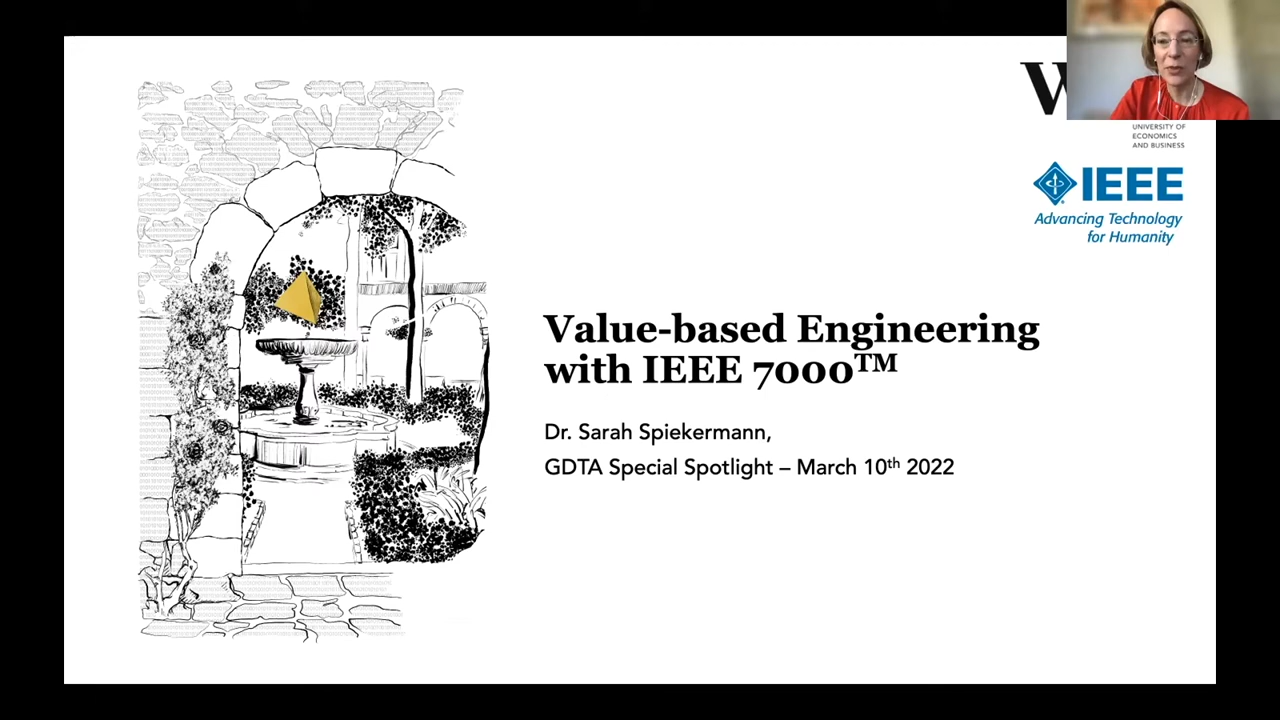 W
UNIVERSITY OF
ECONOMICS
AND BUSINESS
IEEE
Advancing Technology
for Humanity
Value-based Engineering
with IEEE 7000™
Dr. Sarah Spiekermann,
GDTA Special Spotlight – March 10th 2022